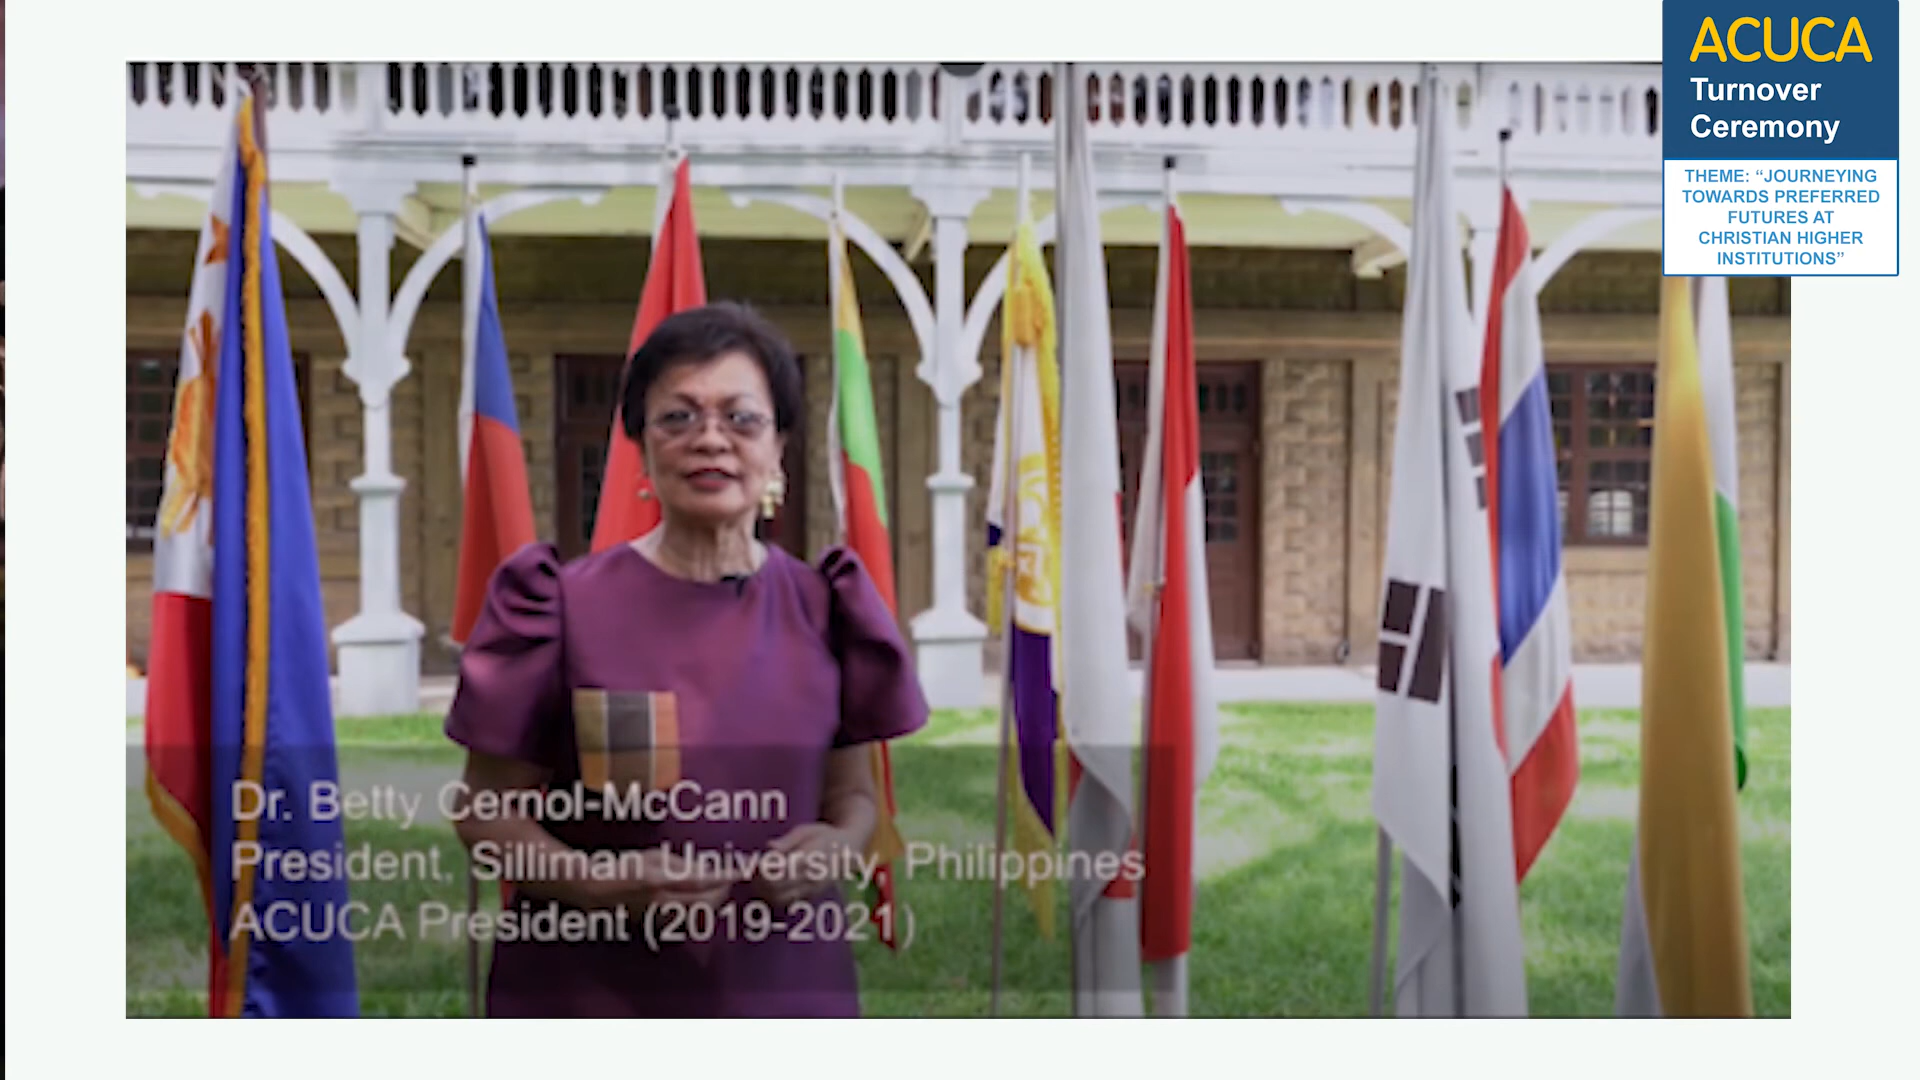 ACUCA
Turnover
Ceremony
THEME: “JOURNEYING
TOWARDS PREFERRED
FUTURES AT
CHRISTIAN HIGHER
INSTITUTIONS”
Dr. Betty Cernol-McCann
President, Silliman University, Philippines
ACUCA President (2019-2021)